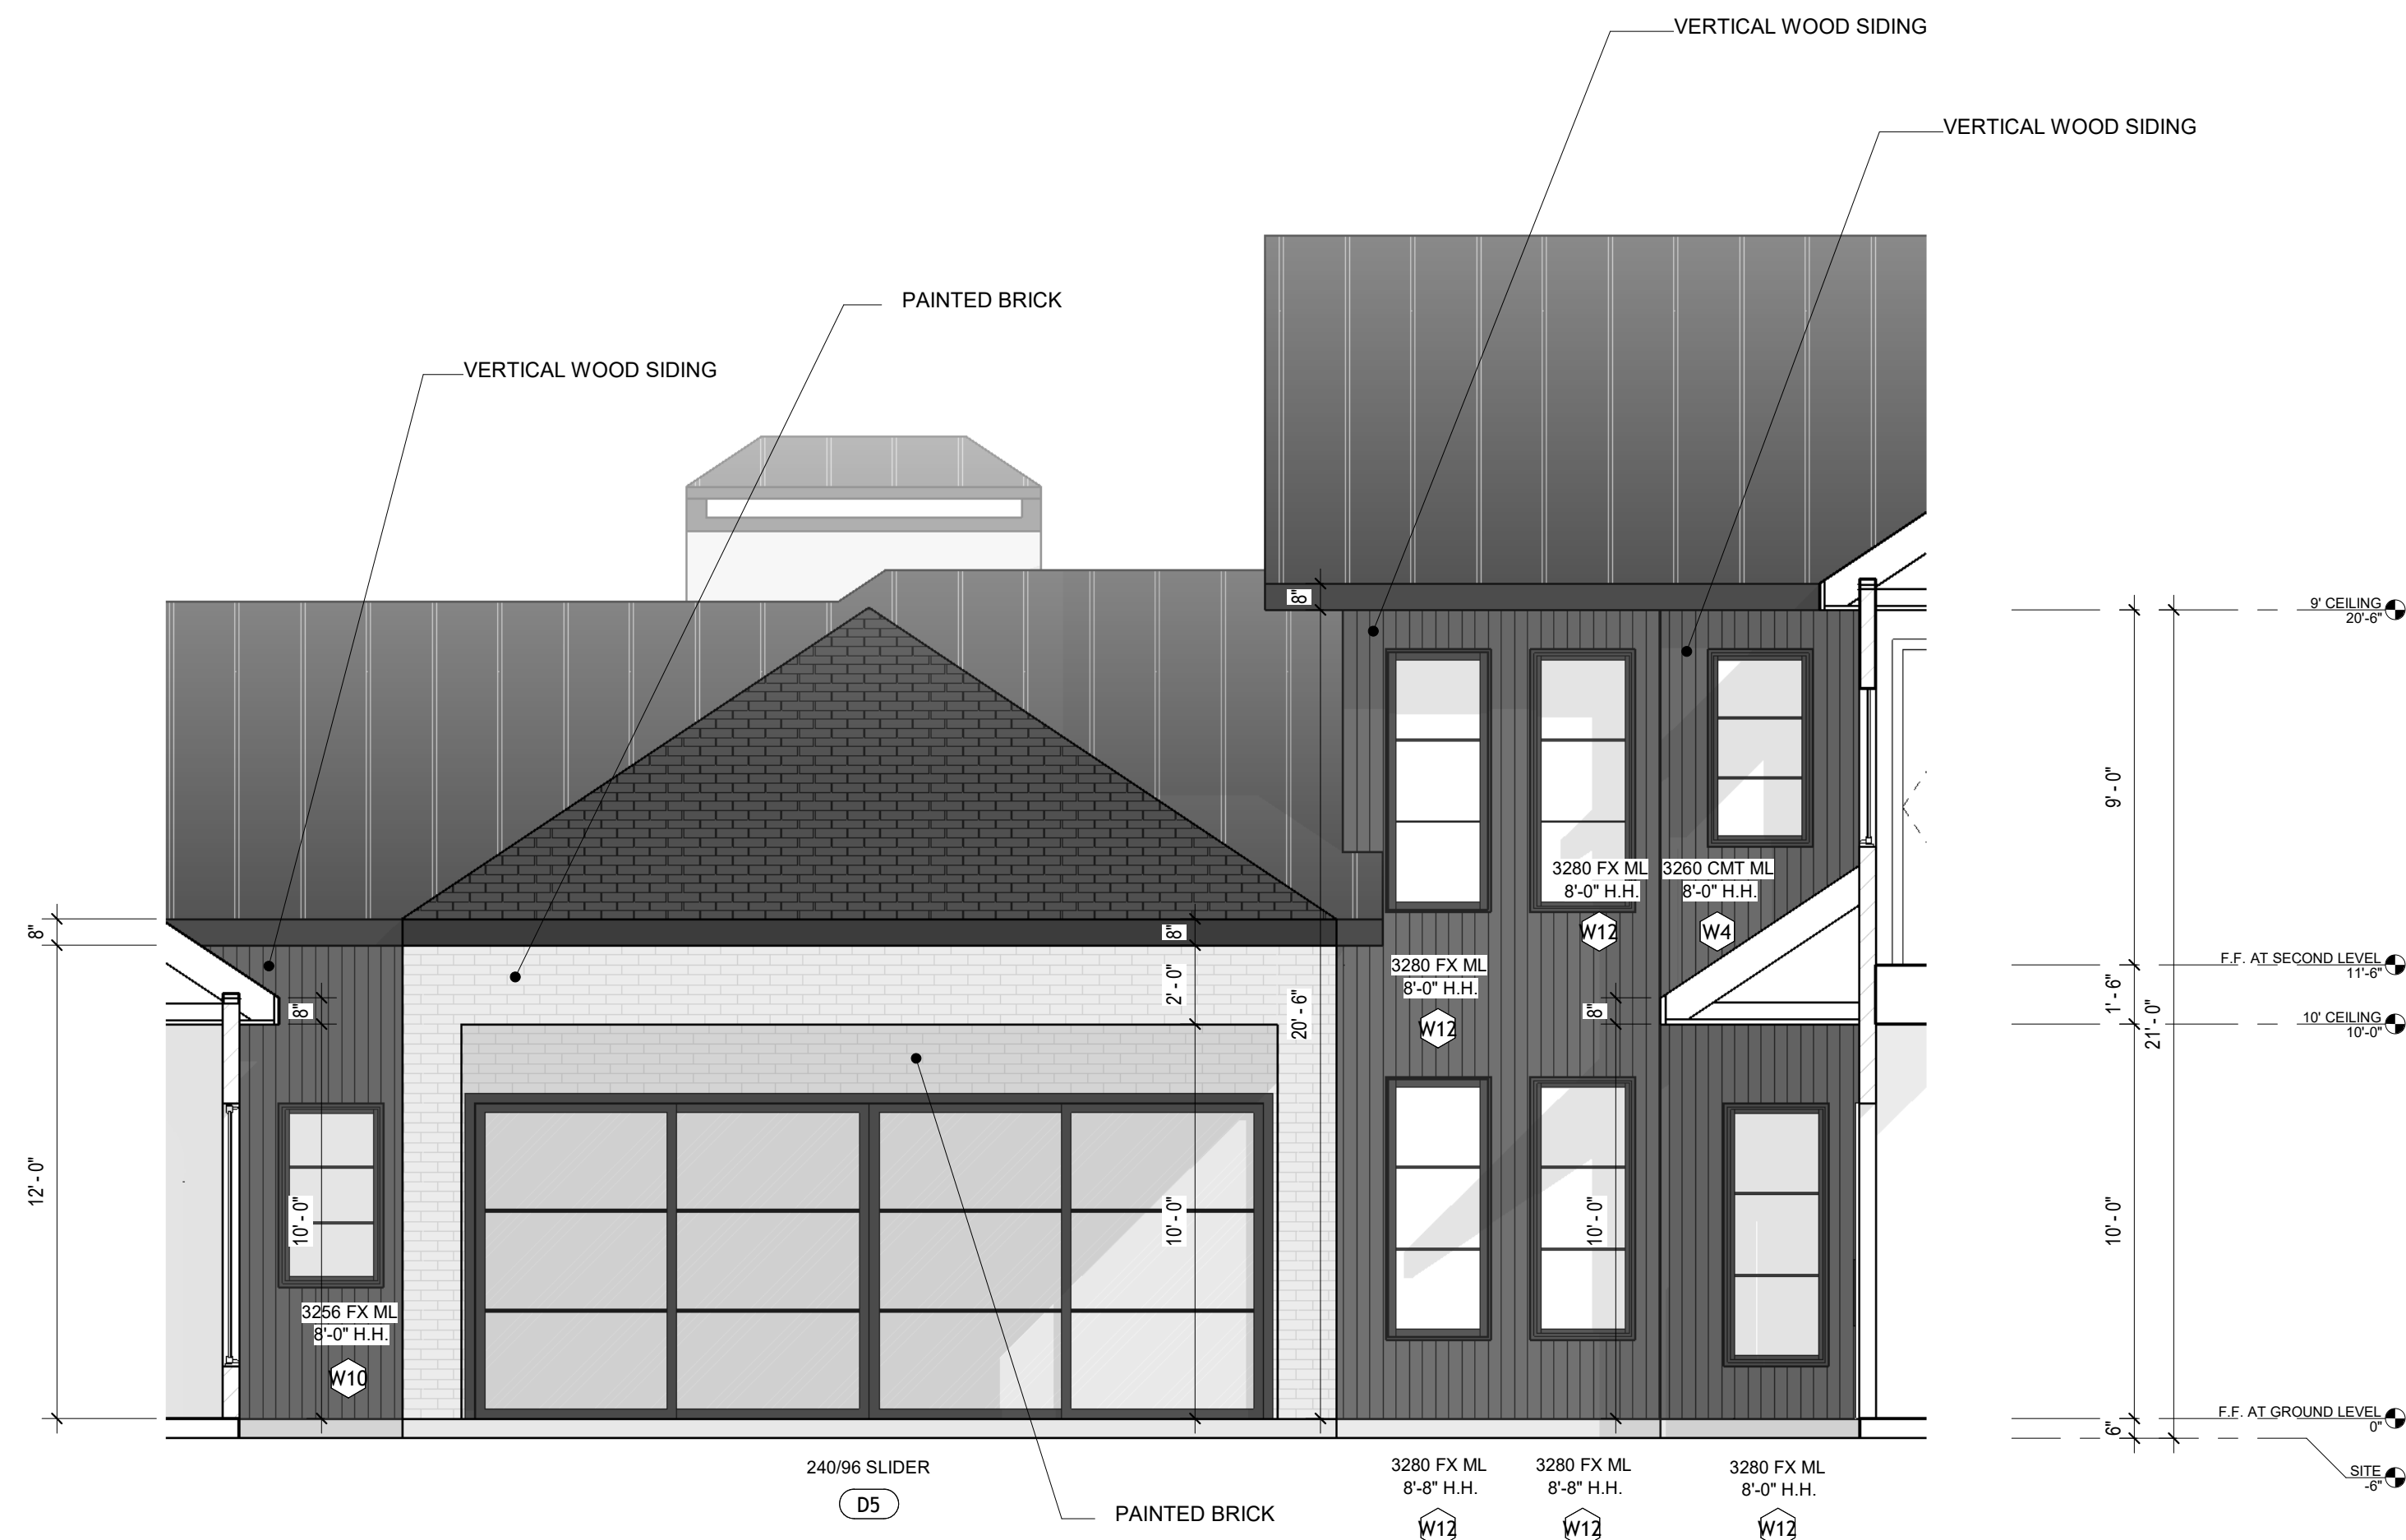 VERTICAL WOOD SIDING
VERTICAL WOOD SIDING
PAINTED BRICK
VERTICAL WOOD SIDING
8"
9' CEILING
20'-6"
9' - 0"
3280 FX ML
8'-0" H.H.
W12
3260 CMT ML
8'-0" H.H.
W4
8"
8"
3280 FX ML
8'-0" H.H.
W12
F.F. AT SECOND LEVEL
11'-6"
2' - 0"
8"
20' - 6"
8"
1' - 6"
21' - 0"
10' CEILING
10'-0"
12' - 0"
10' - 0"
10' - 0"
10' - 0"
10' - 0"
3256 FX ML
8'-0" H.H.
W10
F.F. AT GROUND LEVEL
0"
6"
SITE
-6"
240/96 SLIDER
D5
PAINTED BRICK
3280 FX ML
8'-8" H.H.
W12
3280 FX ML
8'-8" H.H.
W12
3280 FX ML
8'-0" H.H.
W12